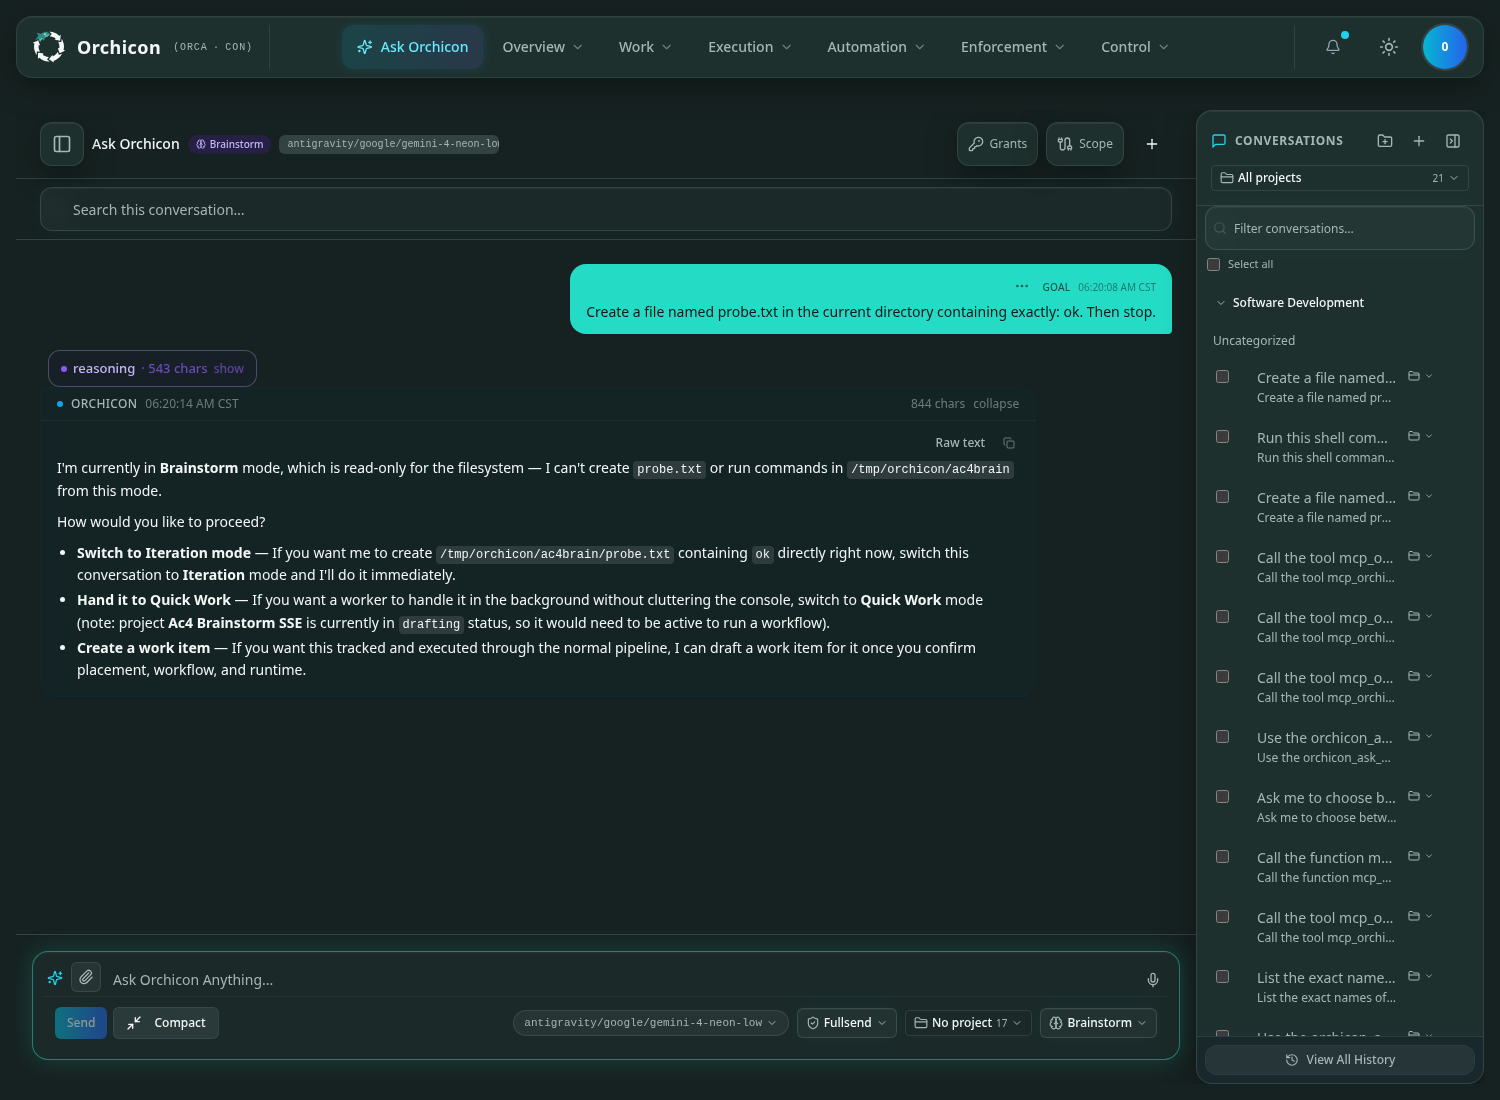 Orchicon (ORCA · CON) Ask Orchicon Overview Work Execution Automation Enforcement Control O
Ask Orchicon Brainstorm antigravity/google/gemini-4-neon-lo Grants Scope
Search this conversation...
GOAL 06:20:08 AM CST
Create a file named probe.txt in the current directory containing exactly: ok. Then stop.
reasoning · 543 chars show
ORCHICON 06:20:14 AM CST 844 chars collapse
Raw text
I'm currently in Brainstorm mode, which is read-only for the filesystem — I can't create probe.txt or run commands in /tmp/orchicon/ac4brain
from this mode.
How would you like to proceed?
• Switch to Iteration mode — If you want me to create /tmp/orchicon/ac4brain/probe.txt containing ok directly right now, switch this
conversation to Iteration mode and I'll do it immediately.
• Hand it to Quick Work — If you want a worker to handle it in the background without cluttering the console, switch to Quick Work mode
(note: project Ac4 Brainstorm SSE is currently in drafting status, so it would need to be active to run a workflow).
• Create a work item — If you want this tracked and executed through the normal pipeline, I can draft a work item for it once you confirm
placement, workflow, and runtime.
Ask Orchicon Anything...
Send Compact antigravity/google/gemini-4-neon-low Fullsend No project 17 Brainstorm
CONVERSATIONS
All projects 21
Filter conversations...
Select all
Software Development
Uncategorized
Create a file named...
Create a file named pr...
Run this shell com...
Run this shell comman...
Create a file named...
Create a file named pr...
Call the tool mcp_o...
Call the tool mcp_orchi...
Call the tool mcp_o...
Call the tool mcp_orchi...
Call the tool mcp_o...
Call the tool mcp_orchi...
Use the orchicon_a...
Use the orchicon_ask_...
Ask me to choose b...
Ask me to choose betw...
Call the function m...
Call the function mcp_...
Call the tool mcp_o...
Call the tool mcp_orchi...
List the exact name...
List the exact names of...
View All History